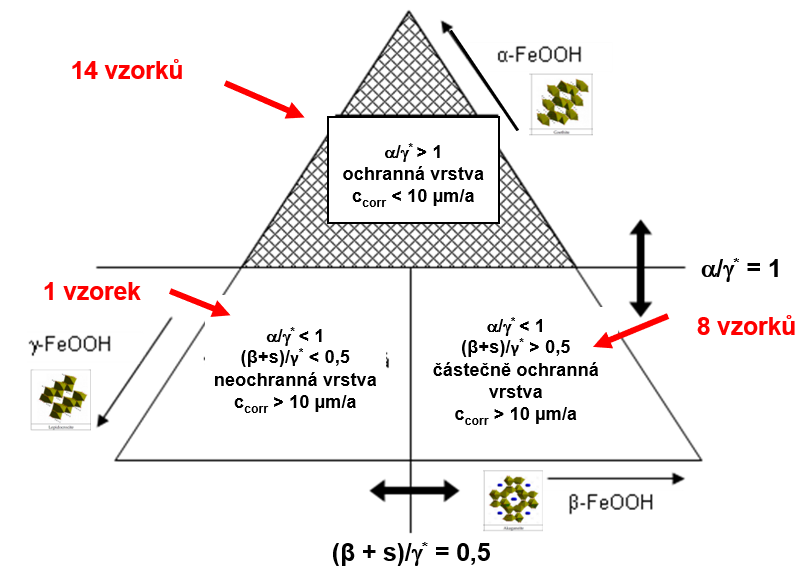 α-FeOOH
14 vzorků
α/γ* > 1
ochranná vrstva
ccorr < 10 µm/a
α/γ* = 1
1 vzorek
8 vzorků
γ-FeOOH
α/γ* < 1
(β+s)/γ* < 0,5
neochranná vrstva
ccorr > 10 µm/a
α/γ* < 1
(β+s)/γ* > 0,5
částečně ochranná
vrstva
ccorr > 10 µm/a
β-FeOOH
(β + s)/γ* = 0,5